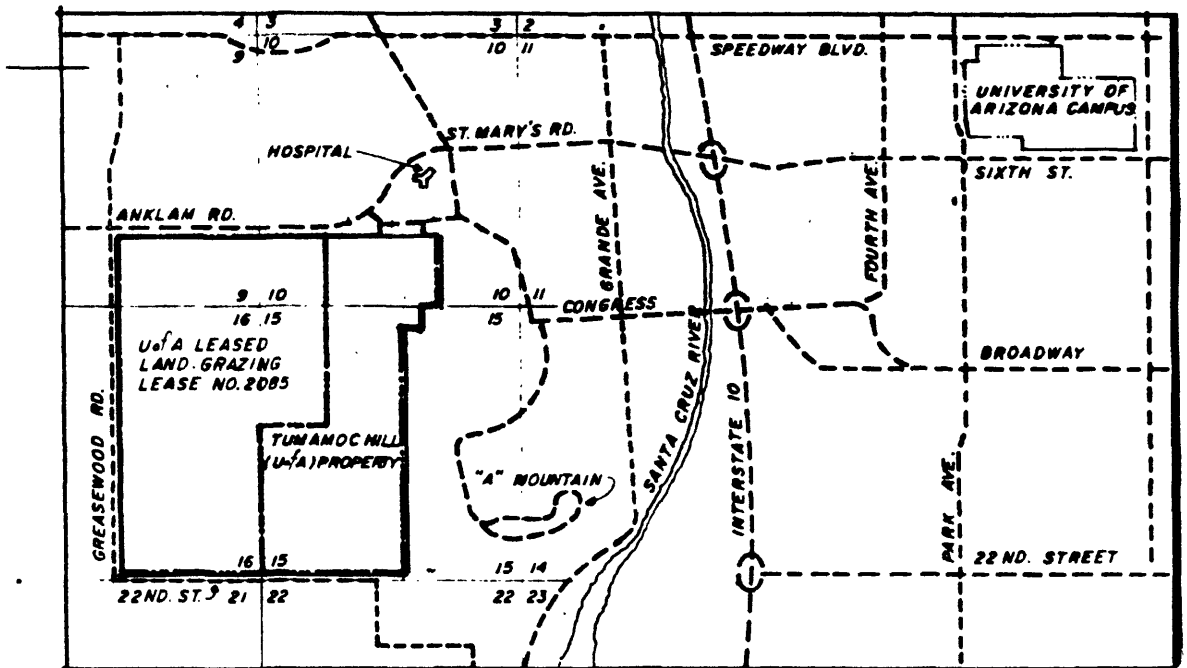 4 3
9 10
3 2
10 11
SPEEDWAY BLVD.
UNIVERSITY OF
ARIZONA CAMPUS
ST. MARY'S RD.
HOSPITAL
SIXTH ST.
ANKLAM RD.
GRANDE AVE.
FOURTH AVE.
9 10
16 15
10 11
15
CONGRESS
U of A LEASED
LAND. GRAZING
LEASE NO. 2085
BROADWAY
SANTA CRUZ RIVER
INTERSTATE 10
GREASEWOOD RD.
TUMAMOC HILL
(U of A) PROPERTY
"A" MOUNTAIN
PARK AVE.
16 15
21 22
15 14
22 23
22ND. STREET
22ND. ST.